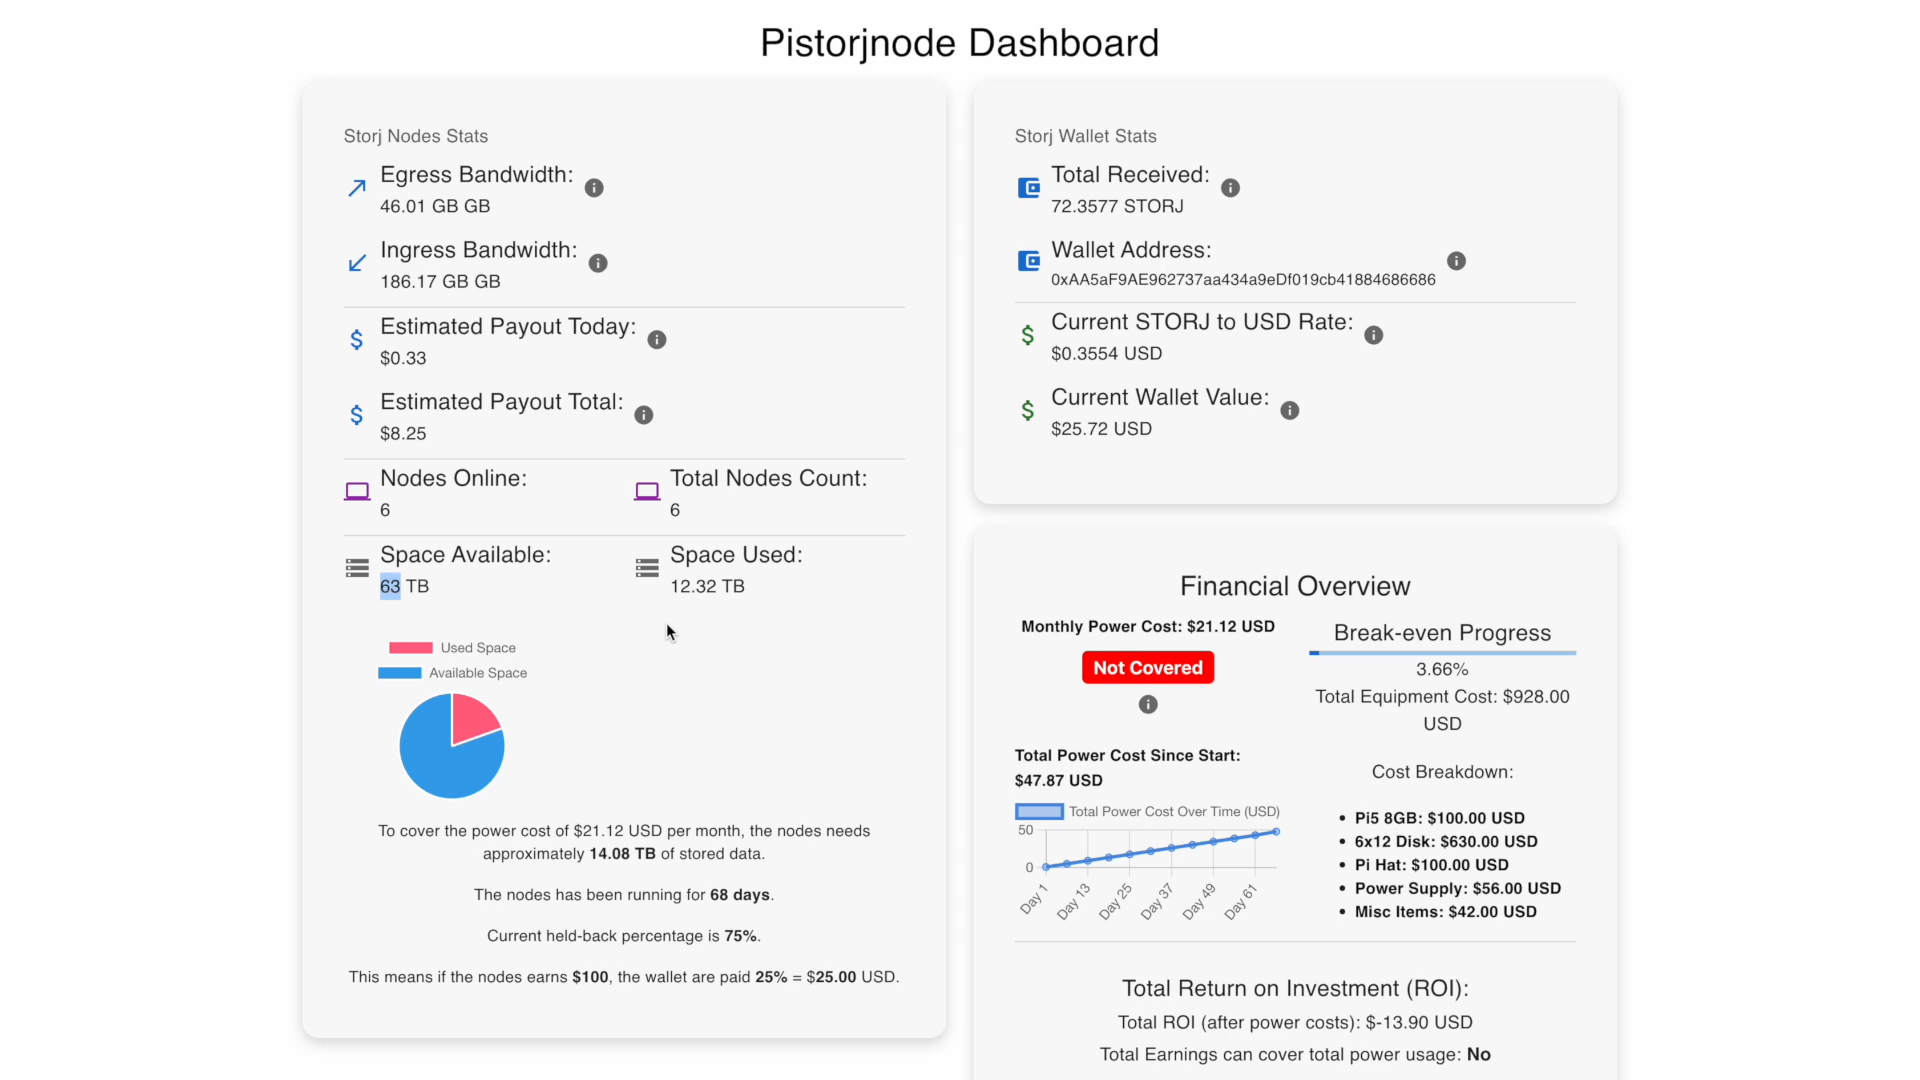 Pistorjnode Dashboard
Storj Nodes Stats
Egress Bandwidth:
46.01 GB GB
Ingress Bandwidth:
186.17 GB GB
Estimated Payout Today:
$0.33
Estimated Payout Total:
$8.25
Nodes Online:
6
Total Nodes Count:
6
Space Available:
63 TB
Space Used:
12.32 TB
Used Space
Available Space
To cover the power cost of $21.12 USD per month, the nodes needs
approximately 14.08 TB of stored data.
The nodes has been running for 68 days.
Current held-back percentage is 75%.
This means if the nodes earns $100, the wallet are paid 25% = $25.00 USD.
Storj Wallet Stats
Total Received:
72.3577 STORJ
Wallet Address:
0xAA5aF9AE962737aa434a9eDf019cb41884686686
Current STORJ to USD Rate:
$0.3554 USD
Current Wallet Value:
$25.72 USD
Financial Overview
Monthly Power Cost: $21.12 USD
Not Covered
Total Power Cost Since Start:
$47.87 USD
Total Power Cost Over Time (USD)
50
0
Day 1
Day 13
Day 25
Day 37
Day 49
Day 61
Break-even Progress
3.66%
Total Equipment Cost: $928.00
USD
Cost Breakdown:
• Pi5 8GB: $100.00 USD
• 6x12 Disk: $630.00 USD
• Pi Hat: $100.00 USD
• Power Supply: $56.00 USD
• Misc Items: $42.00 USD
Total Return on Investment (ROI):
Total ROI (after power costs): $-13.90 USD
Total Earnings can cover total power usage: No